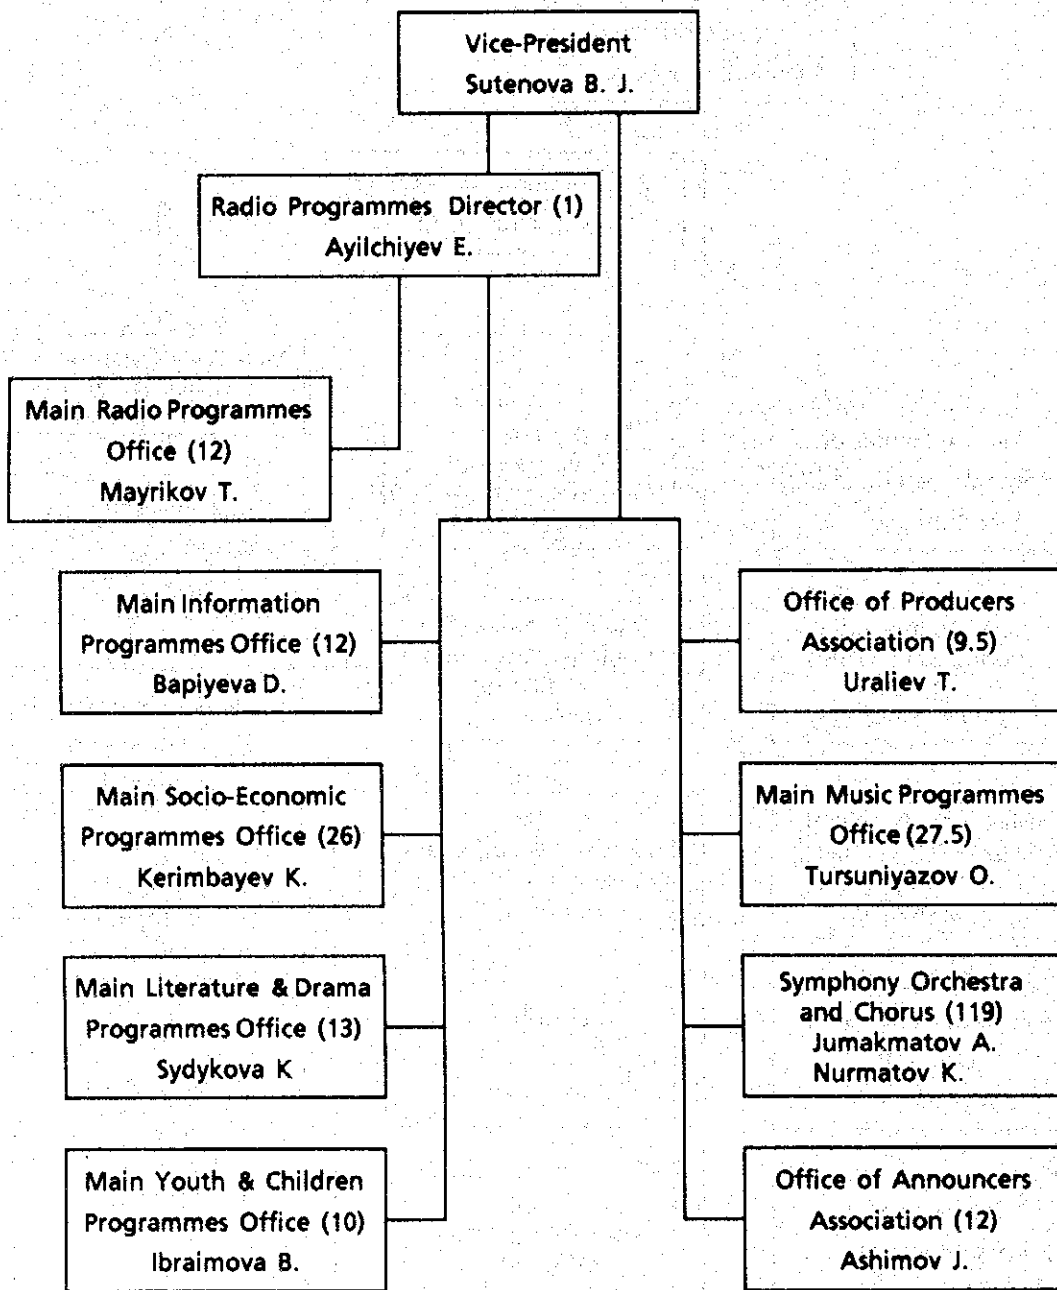 Vice-President
Sutenova B. J.
Radio Programmes Director (1)
Ayilchiyev E.
Main Radio Programmes
Office (12)
Mayrikov T.
Main Information
Programmes Office (12)
Bapiyeva D.
Main Socio-Economic
Programmes Office (26)
Kerimbayev K.
Main Literature & Drama
Programmes Office (13)
Sydykova K
Main Youth & Children
Programmes Office (10)
Ibraimova B.
Office of Producers
Association (9.5)
Uraliev T.
Main Music Programmes
Office (27.5)
Tursuniyazov O.
Symphony Orchestra
and Chorus (119)
Jumakmatov A.
Nurmatov K.
Office of Announcers
Association (12)
Ashimov J.